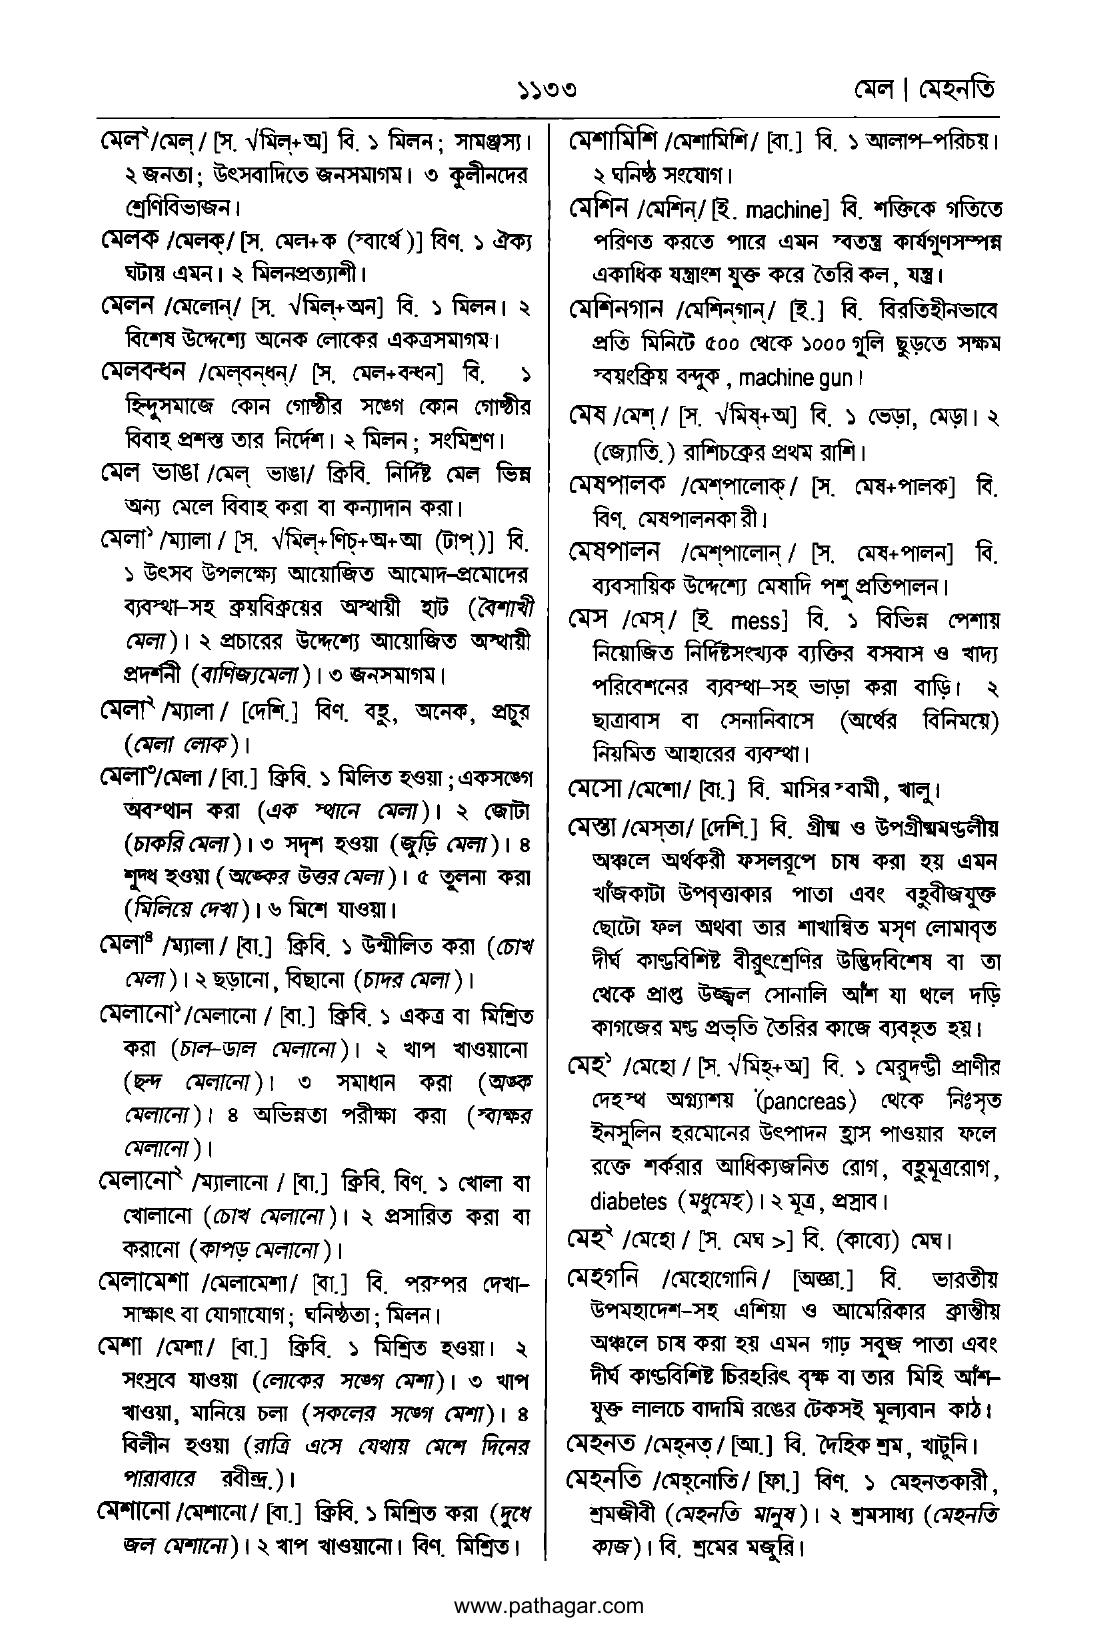 ১১৩৩
মেল | মেহনতি
মেল২ /মেল্‌ / [স. √মিল্‌+অ] বি. ১ মিলন; সামঞ্জস্য।
২ জনতা; উৎসবাদিতে জনসমাগম। ৩ কুলীনদের
শ্রেণিবিভাজন।
মেলক /মেলক্‌/ [স. মেল+ক (স্বার্থে)] বিণ. ১ ঐক্য
ঘটায় এমন। ২ মিলনপ্রত্যাশী।
মেলন /মেলোন্‌/ [স. √মিল্‌+অন] বি. ১ মিলন। ২
বিশেষ উদ্দেশ্যে অনেক লোকের একত্রসমাগম।
মেলবন্ধন /মেল্‌বন্‌ধন্‌/ [স. মেল+বন্ধন] বি. ১
হিন্দুসমাজে কোন গোষ্ঠীর সঙ্গে কোন গোষ্ঠীর
বিবাহ প্রশস্ত তার নির্দেশ। ২ মিলন; সংমিশ্রণ।
মেল ভাঙা /মেল্‌ ভাঙা/ ক্রিবি. নির্দিষ্ট মেল ভিন্ন
অন্য মেলে বিবাহ করা বা কন্যাদান করা।
মেলা১ /ম্যালা / [স. √মিল্‌+ণিচ্‌+অ+আ (টাপ্‌)] বি.
১ উৎসব উপলক্ষ্যে আয়োজিত আমোদ-প্রমোদের
ব্যবস্থা-সহ ক্রয়বিক্রয়ের অস্থায়ী হাট (বৈশাখী
মেলা)। ২ প্রচারের উদ্দেশ্যে আয়োজিত অস্থায়ী
প্রদর্শনী (বাণিজ্যমেলা)। ৩ জনসমাগম।
মেলা২ /ম্যালা / [দেশি.] বিণ. বহু, অনেক, প্রচুর
(মেলা লোক)।
মেলা৩ /মেলা / [বা.] ক্রিবি. ১ মিলিত হওয়া; একসঙ্গে
অবস্থান করা (এক স্থানে মেলা)। ২ জোটা
(চাকরি মেলা)। ৩ সদৃশ হওয়া (জুড়ি মেলা)। ৪
শুদ্ধ হওয়া (অঙ্কের উত্তর মেলা)। ৫ তুলনা করা
(মিলিয়ে দেখা)। ৬ মিশে যাওয়া।
মেলা৪ /ম্যালা / [বা.] ক্রিবি. ১ উন্মীলিত করা (চোখ
মেলা)। ২ ছড়ানো, বিছানো (চাদর মেলা)।
মেলানো১ /মেলানো / [বা.] ক্রিবি. ১ একত্র বা মিশ্রিত
করা (চাল-ডাল মেলানো)। ২ খাপ খাওয়ানো
(ছন্দ মেলানো)। ৩ সমাধান করা (অঙ্ক
মেলানো)। ৪ অভিন্নতা পরীক্ষা করা (স্বাক্ষর
মেলানো)।
মেলানো২ /ম্যালানো / [বা.] ক্রিবি. বিণ. ১ খোলা বা
খোলানো (চোখ মেলানো)। ২ প্রসারিত করা বা
করানো (কাপড় মেলানো)।
মেলামেশা /মেলামেশা/ [বা.] বি. পরস্পর দেখা-
সাক্ষাৎ বা যোগাযোগ; ঘনিষ্ঠতা; মিলন।
মেশা /মেশা/ [বা.] ক্রিবি. ১ মিশ্রিত হওয়া। ২
সংস্রবে যাওয়া (লোকের সঙ্গে মেশা)। ৩ খাপ
খাওয়া, মানিয়ে চলা (সকলের সঙ্গে মেশা)। ৪
বিলীন হওয়া (রাত্রি এসে যেথায় মেশে দিনের
পারাবারে রবীন্দ্র.)।
মেশানো /মেশানো/ [বা.] ক্রিবি. ১ মিশ্রিত করা (দুধে
জল মেশানো)। ২ খাপ খাওয়ানো। বিণ. মিশ্রিত।
মেশামিশি /মেশামিশি/ [বা.] বি. ১ আলাপ-পরিচয়।
২ ঘনিষ্ঠ সংযোগ।
মেশিন /মেশিন্‌/ [ই. machine] বি. শক্তিকে গতিতে
পরিণত করতে পারে এমন স্বতন্ত্র কার্যগুণসম্পন্ন
একাধিক যন্ত্রাংশ যুক্ত করে তৈরি কল, যন্ত্র।
মেশিনগান /মেশিন্‌গান্‌/ [ই.] বি. বিরতিহীনভাবে
প্রতি মিনিটে ৫০০ থেকে ১০০০ গুলি ছুড়তে সক্ষম
স্বয়ংক্রিয় বন্দুক, machine gun।
মেষ /মেশ্‌ / [স. √মিষ্‌+অ] বি. ১ ভেড়া, মেড়া। ২
(জ্যোতি.) রাশিচক্রের প্রথম রাশি।
মেষপালক /মেশ্‌পালোক্‌/ [স. মেষ+পালক] বি.
বিণ. মেষপালনকারী।
মেষপালন /মেশ্‌পালোন্‌ / [স. মেষ+পালন] বি.
ব্যবসায়িক উদ্দেশ্যে মেষাদি পশু প্রতিপালন।
মেস /মেস্‌/ [ই. mess] বি. ১ বিভিন্ন পেশায়
নিয়োজিত নির্দিষ্টসংখ্যক ব্যক্তির বসবাস ও খাদ্য
পরিবেশনের ব্যবস্থা-সহ ভাড়া করা বাড়ি। ২
ছাত্রাবাস বা সেনানিবাসে (অর্থের বিনিময়ে)
নিয়মিত আহারের ব্যবস্থা।
মেসো /মেশো/ [বা.] বি. মাসির স্বামী, খালু।
মেস্তা /মেস্‌তা/ [দেশি.] বি. গ্রীষ্ম ও উপগ্রীষ্মমণ্ডলীয়
অঞ্চলে অর্থকরী ফসলরূপে চাষ করা হয় এমন
খাঁজকাটা উপবৃত্তাকার পাতা এবং বহুবীজযুক্ত
ছোটো ফল অথবা তার শাখান্বিত মসৃণ লোমাবৃত
দীর্ঘ কাণ্ডবিশিষ্ট বীরুৎশ্রেণির উদ্ভিদবিশেষ বা তা
থেকে প্রাপ্ত উজ্জ্বল সোনালি আঁশ যা থলে দড়ি
কাগজের মণ্ড প্রভৃতি তৈরির কাজে ব্যবহৃত হয়।
মেহ১ /মেহো / [স. √মিহ্‌+অ] বি. ১ মেরুদণ্ডী প্রাণীর
দেহস্থ অগ্ন্যাশয় (pancreas) থেকে নিঃসৃত
ইনসুলিন হরমোনের উৎপাদন হ্রাস পাওয়ার ফলে
রক্তে শর্করার আধিক্যজনিত রোগ, বহুমূত্ররোগ,
diabetes (মধুমেহ)। ২ মূত্র, প্রস্রাব।
মেহ২ /মেহো / [স. মেঘ >] বি. (কাব্যে) মেঘ।
মেহগনি /মেহোগোনি/ [অজ্ঞা.] বি. ভারতীয়
উপমহাদেশ-সহ এশিয়া ও আমেরিকার ক্রান্তীয়
অঞ্চলে চাষ করা হয় এমন গাঢ় সবুজ পাতা এবং
দীর্ঘ কাণ্ডবিশিষ্ট চিরহরিৎ বৃক্ষ বা তার মিহি আঁশ-
যুক্ত লালচে বাদামি রঙের টেকসই মূল্যবান কাঠ।
মেহনত /মেহ্‌নত্‌/ [আ.] বি. দৈহিক শ্রম, খাটুনি।
মেহনতি /মেহ্‌নোতি/ [ফা.] বিণ. ১ মেহনতকারী,
শ্রমজীবী (মেহনতি মানুষ)। ২ শ্রমসাধ্য (মেহনতি
কাজ)। বি. শ্রমের মজুরি।
www.pathagar.com